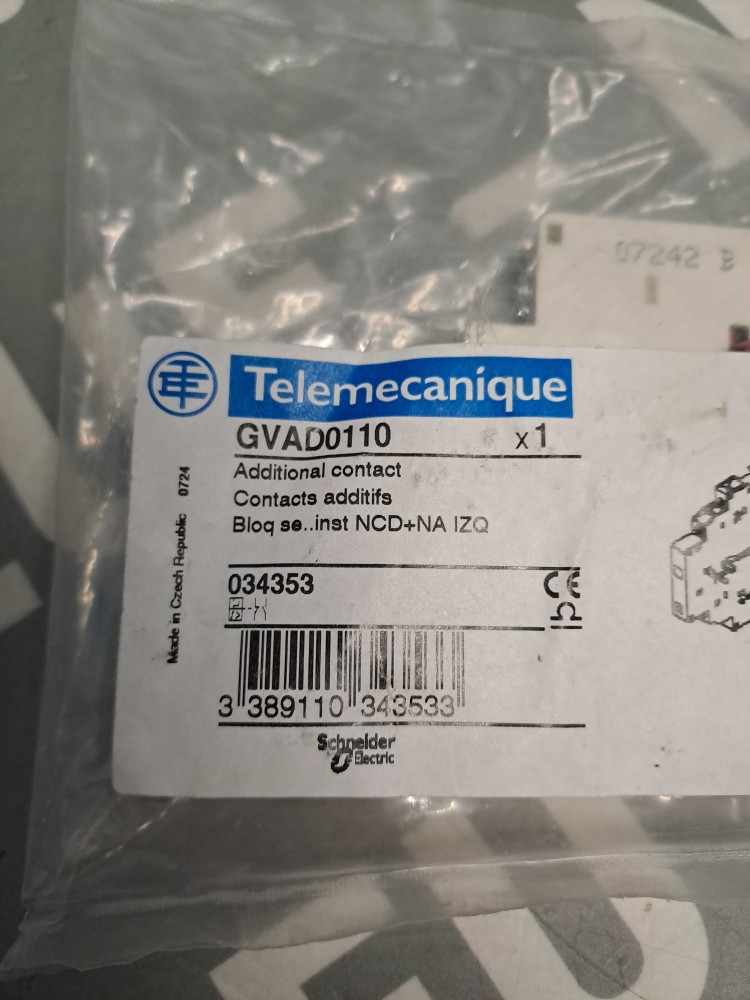 07242 B
Telemecanique
GVAD0110 x1
Additional contact
Contacts additifs
Bloq se..inst NCD+NA IZQ
034353
CE
Made in Czech Republic 0724
3 389110 343533
Schneider
Electric